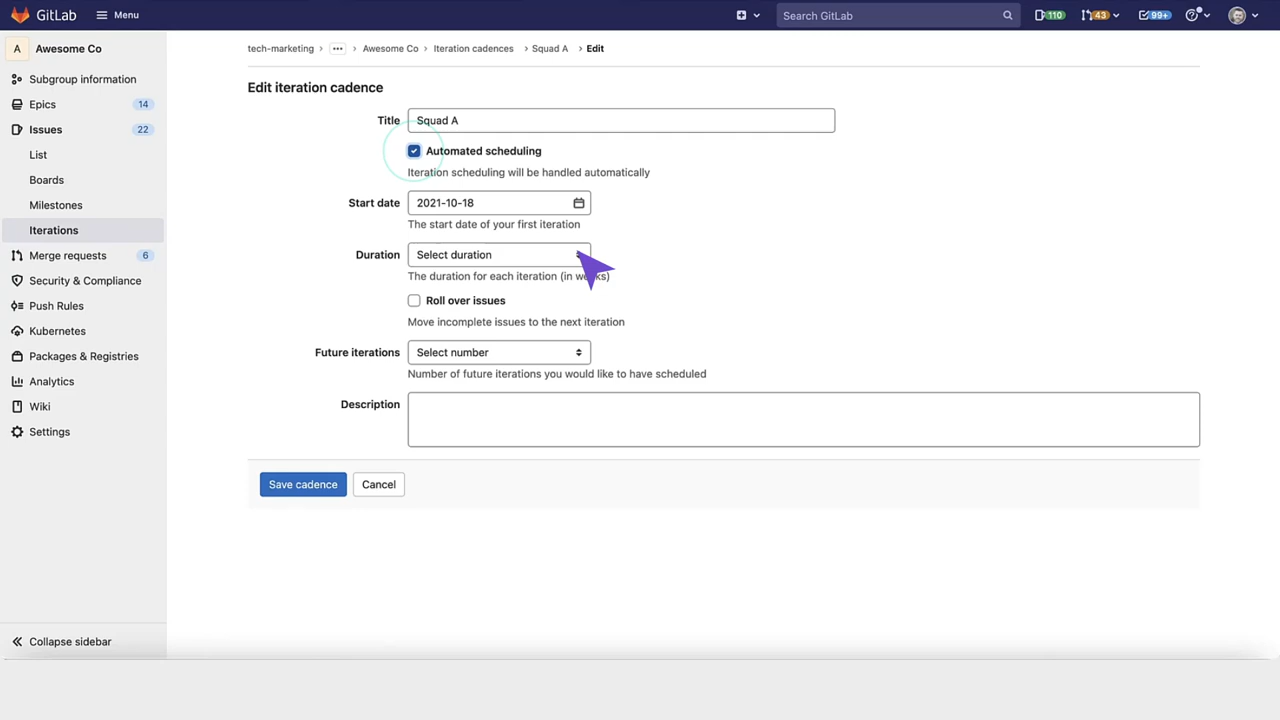 GitLab
Menu
Search GitLab
110
43
99+
A
Awesome Co
Subgroup information
Epics 14
Issues 22
List
Boards
Milestones
Iterations
Merge requests 6
Security & Compliance
Push Rules
Kubernetes
Packages & Registries
Analytics
Wiki
Settings
Collapse sidebar
tech-marketing › ••• › Awesome Co › Iteration cadences › Squad A › Edit
Edit iteration cadence
Title Squad A
Automated scheduling
Iteration scheduling will be handled automatically
Start date 2021-10-18
The start date of your first iteration
Duration Select duration
The duration for each iteration (in weeks)
Roll over issues
Move incomplete issues to the next iteration
Future iterations Select number
Number of future iterations you would like to have scheduled
Description
Save cadence
Cancel